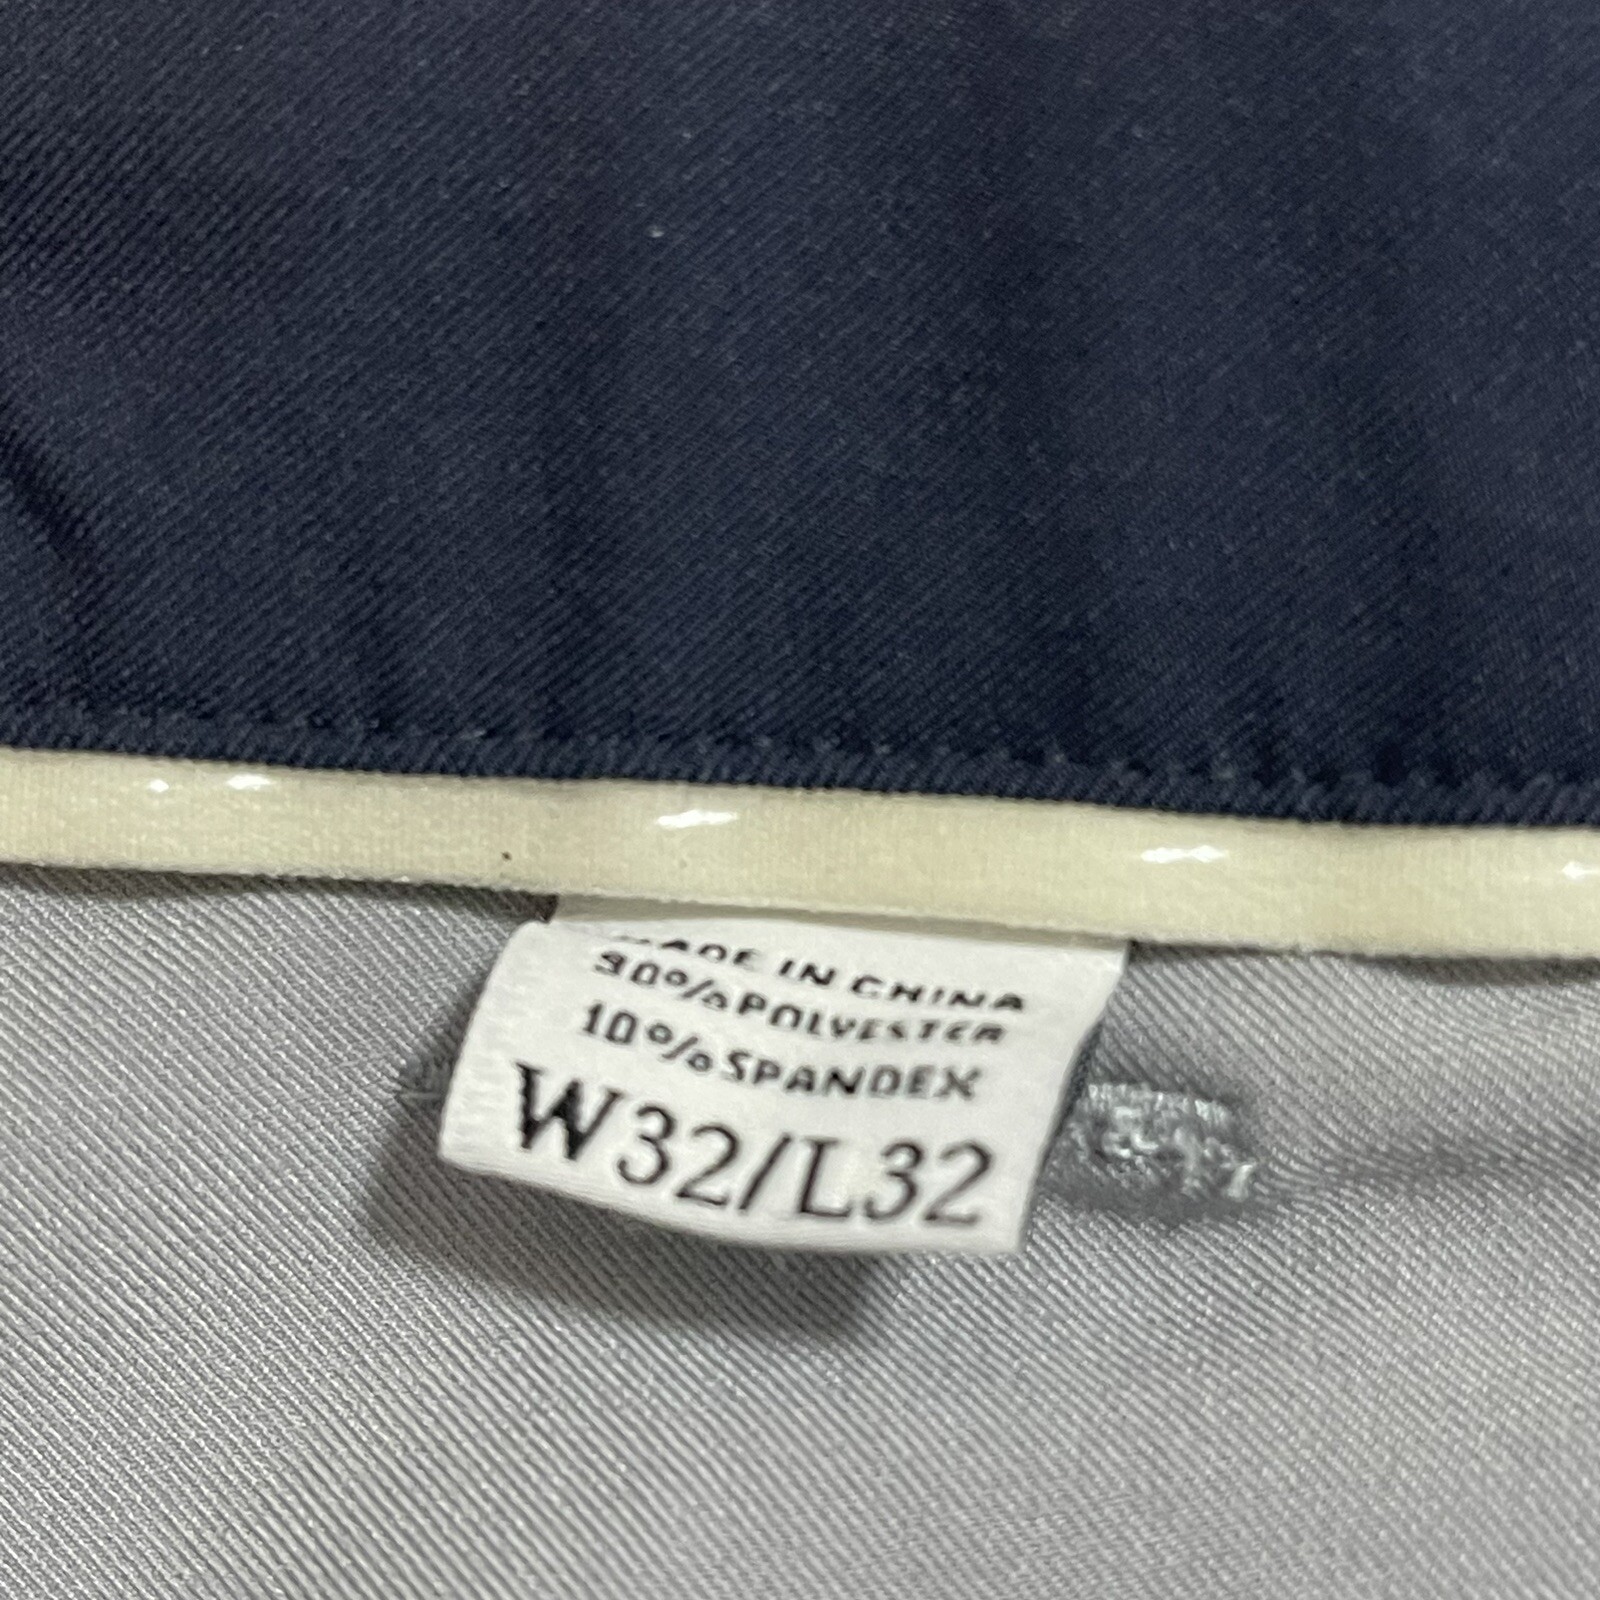 MADE IN CHINA
90%POLYESTER
10%SPANDEX
W32/L32